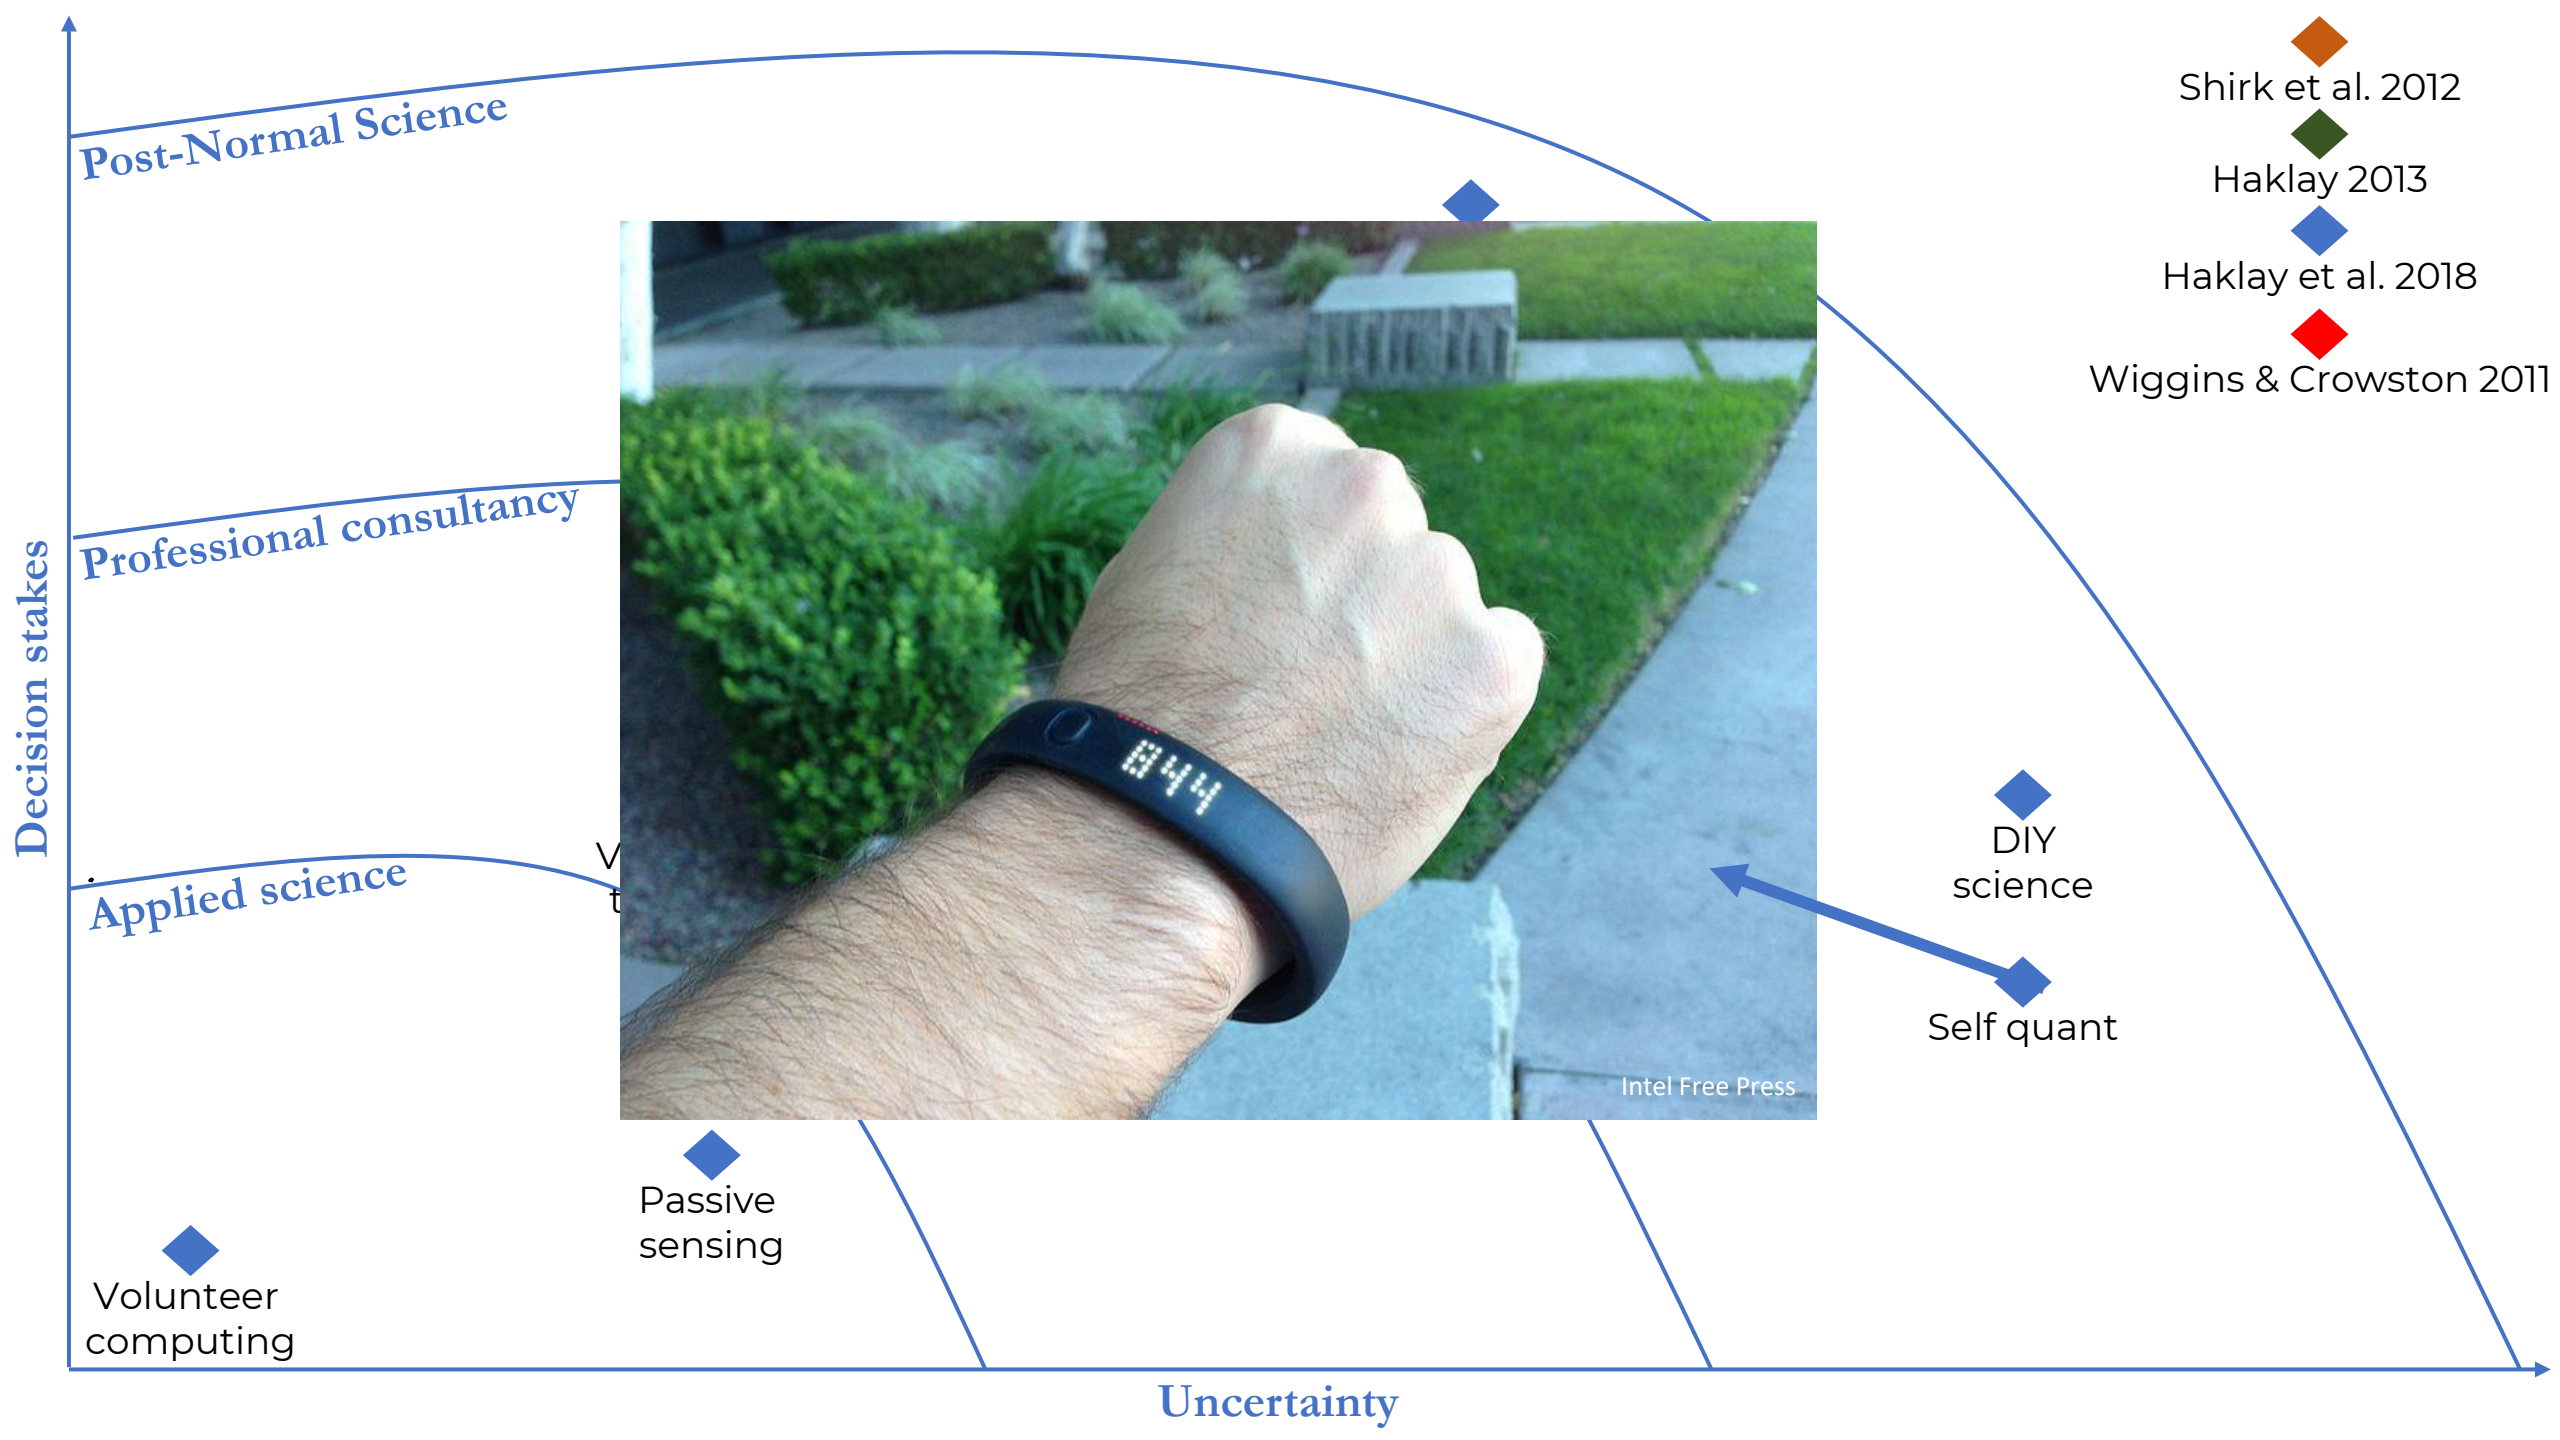 Post-Normal Science
Shirk et al. 2012
Haklay 2013
Haklay et al. 2018
Wiggins & Crowston 2011
Professional consultancy
Decision stakes
844
Applied science
DIY
science
Self quant
Intel Free Press
Passive
sensing
Volunteer
computing
Uncertainty